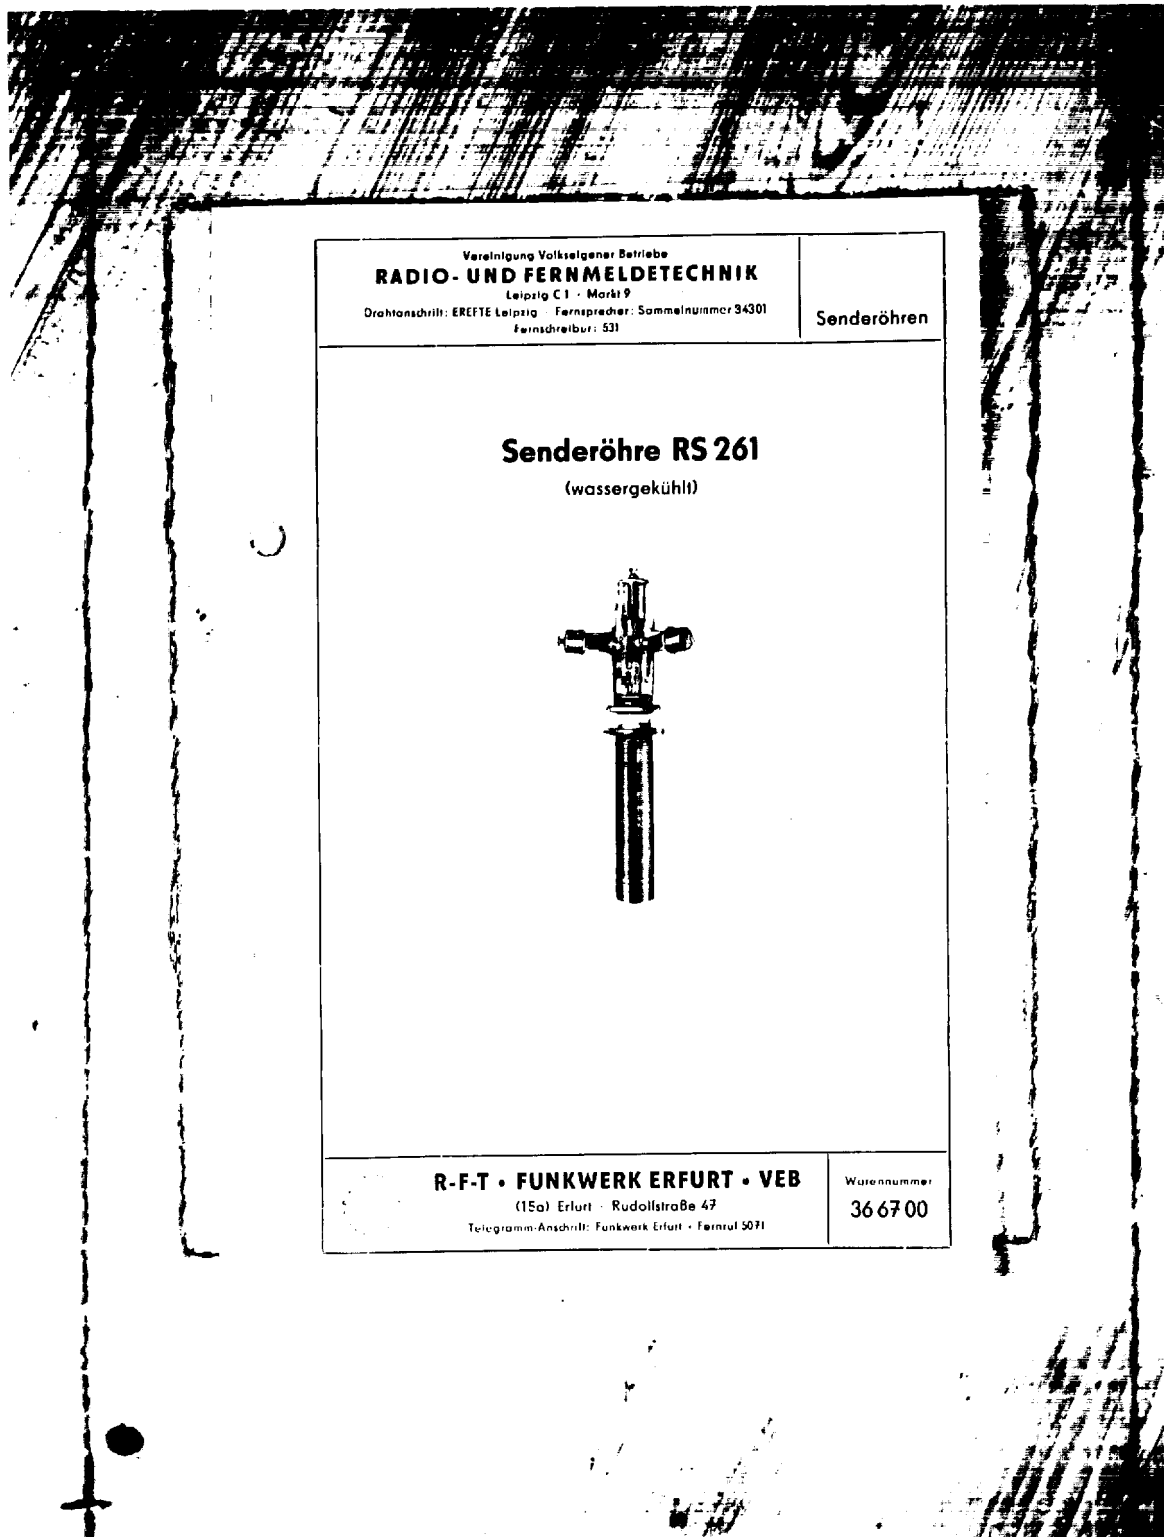 Vereinigung Volkseigener Betriebe
RADIO- UND FERNMELDETECHNIK
Leipzig C 1 · Markt 9
Drahtanschrift: EREFTE Leipzig · Fernsprecher: Sammelnummer 34301
Fernschreiber: 531
Senderöhren
Senderöhre RS 261
(wassergekühlt)
R-F-T • FUNKWERK ERFURT • VEB
(15a) Erfurt · Rudolfstraße 47
Telegramm-Anschrift: Funkwerk Erfurt • Fernruf 5071
Warennummer
36 67 00